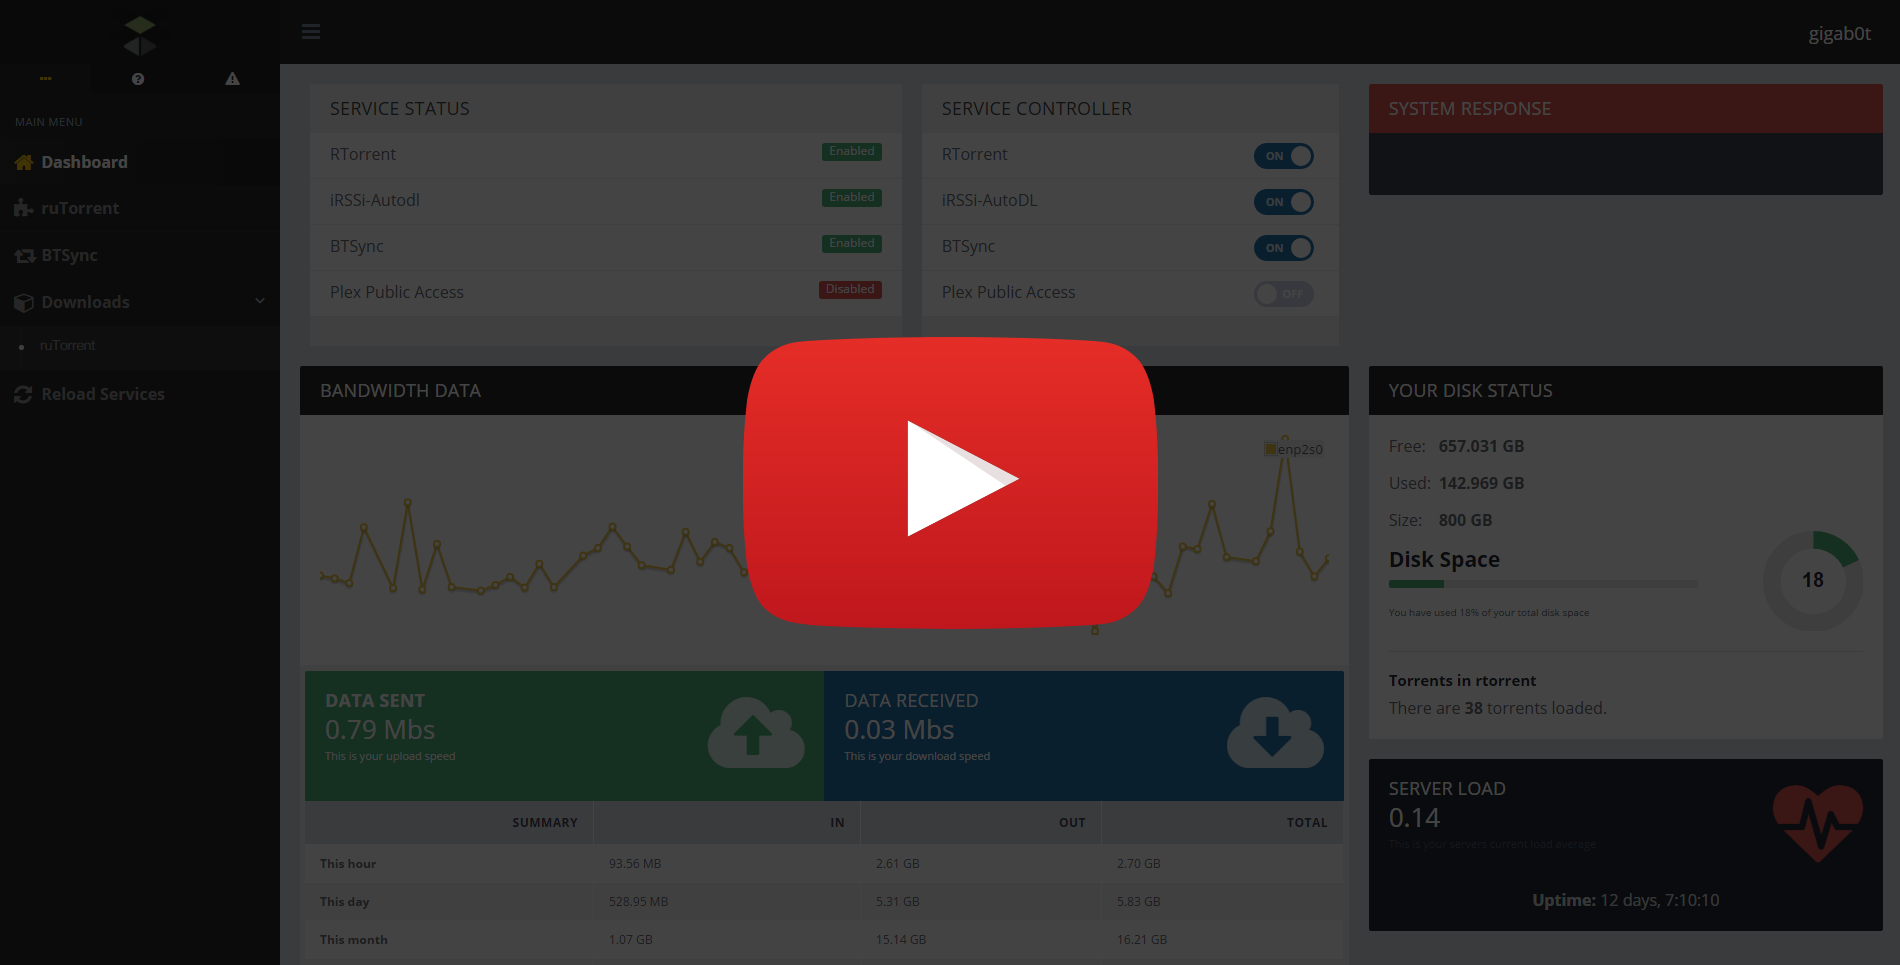 gigab0t
MAIN MENU
Dashboard
ruTorrent
BTSync
Downloads
ruTorrent
Reload Services
SERVICE STATUS
RTorrent Enabled
iRSSi-Autodl Enabled
BTSync Enabled
Plex Public Access Disabled
SERVICE CONTROLLER
RTorrent ON
iRSSi-AutoDL ON
BTSync ON
Plex Public Access OFF
SYSTEM RESPONSE
BANDWIDTH DATA
enp2s0
DATA SENT
0.79 Mbs
This is your upload speed
DATA RECEIVED
0.03 Mbs
This is your download speed
SUMMARY IN OUT TOTAL
This hour 93.56 MB 2.61 GB 2.70 GB
This day 528.95 MB 5.31 GB 5.83 GB
This month 1.07 GB 15.14 GB 16.21 GB
YOUR DISK STATUS
Free: 657.031 GB
Used: 142.969 GB
Size: 800 GB
Disk Space
18
You have used 18% of your total disk space
Torrents in rtorrent
There are 38 torrents loaded.
SERVER LOAD
0.14
This is your servers current load average
Uptime: 12 days, 7:10:10